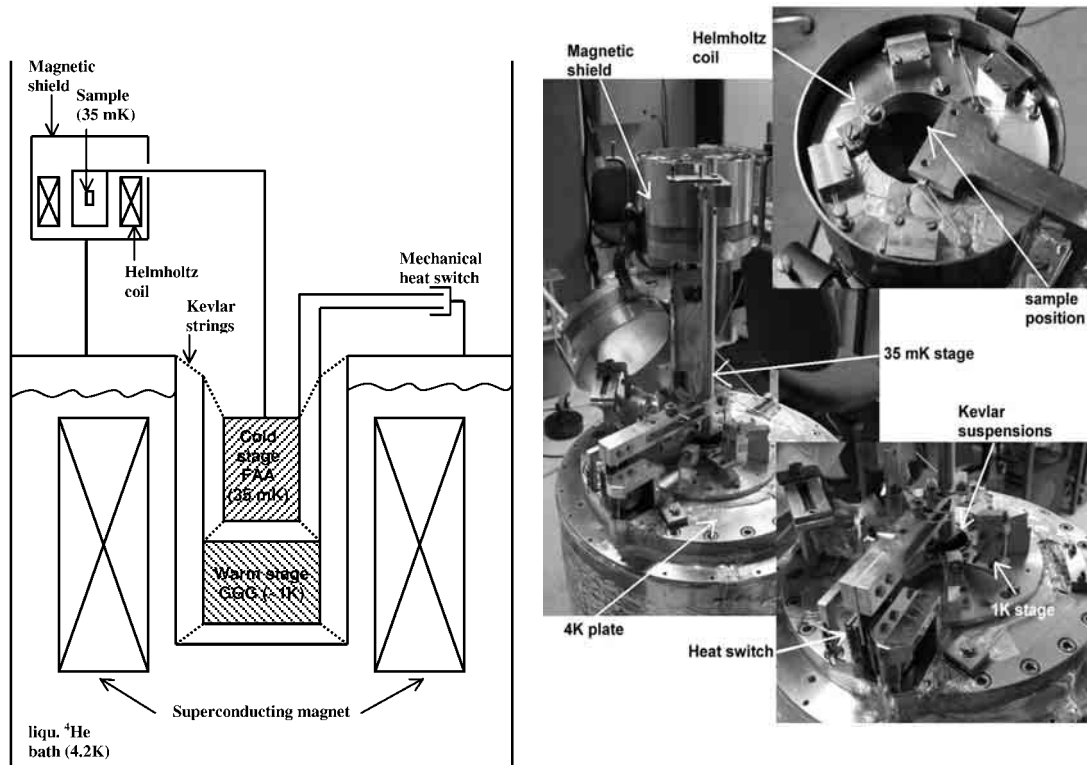 Magnetic
shield
Sample
(35 mK)
Helmholtz
coil
Kevlar
strings
Mechanical
heat switch
Cold
stage
FAA
(35 mK)
Warm stage
GGG (~ 1K)
Superconducting magnet
liqu. ⁴He
bath (4.2K)
Magnetic
shield
Helmholtz
coil
sample
position
35 mK stage
Kevlar
suspensions
1K stage
4K plate
Heat switch